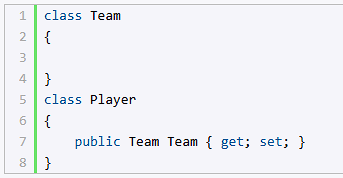 1 class Team
2 {
3
4 }
5 class Player
6 {
7     public Team Team { get; set; }
8 }